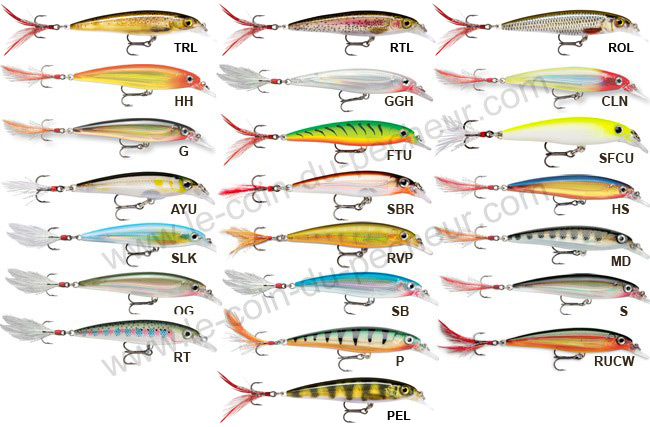 TRL
RTL
ROL
HH
GGH
CLN
G
FTU
SFCU
AYU
SBR
HS
SLK
RVP
MD
OG
SB
S
RT
P
RUCW
PEL
www.le-coin-du-pecheur.com
www.le-coin-du-pecheur.com